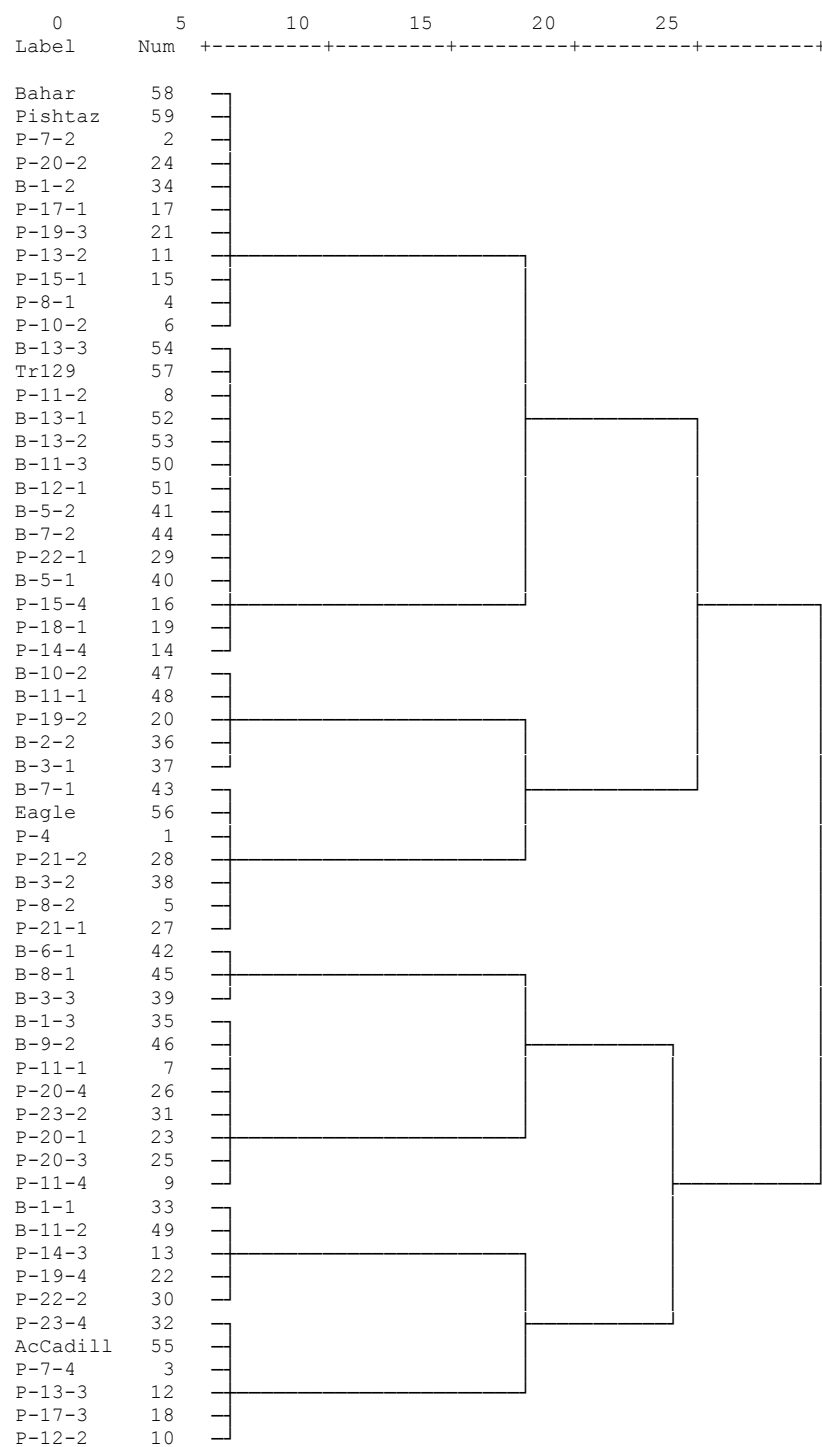 0 5 10 15 20 25
Label Num +---------+---------+---------+---------+---------+
Bahar 58
Pishtaz 59
P-7-2 2
P-20-2 24
B-1-2 34
P-17-1 17
P-19-3 21
P-13-2 11
P-15-1 15
P-8-1 4
P-10-2 6
B-13-3 54
Tr129 57
P-11-2 8
B-13-1 52
B-13-2 53
B-11-3 50
B-12-1 51
B-5-2 41
B-7-2 44
P-22-1 29
B-5-1 40
P-15-4 16
P-18-1 19
P-14-4 14
B-10-2 47
B-11-1 48
P-19-2 20
B-2-2 36
B-3-1 37
B-7-1 43
Eagle 56
P-4 1
P-21-2 28
B-3-2 38
P-8-2 5
P-21-1 27
B-6-1 42
B-8-1 45
B-3-3 39
B-1-3 35
B-9-2 46
P-11-1 7
P-20-4 26
P-23-2 31
P-20-1 23
P-20-3 25
P-11-4 9
B-1-1 33
B-11-2 49
P-14-3 13
P-19-4 22
P-22-2 30
P-23-4 32
AcCadill 55
P-7-4 3
P-13-3 12
P-17-3 18
P-12-2 10